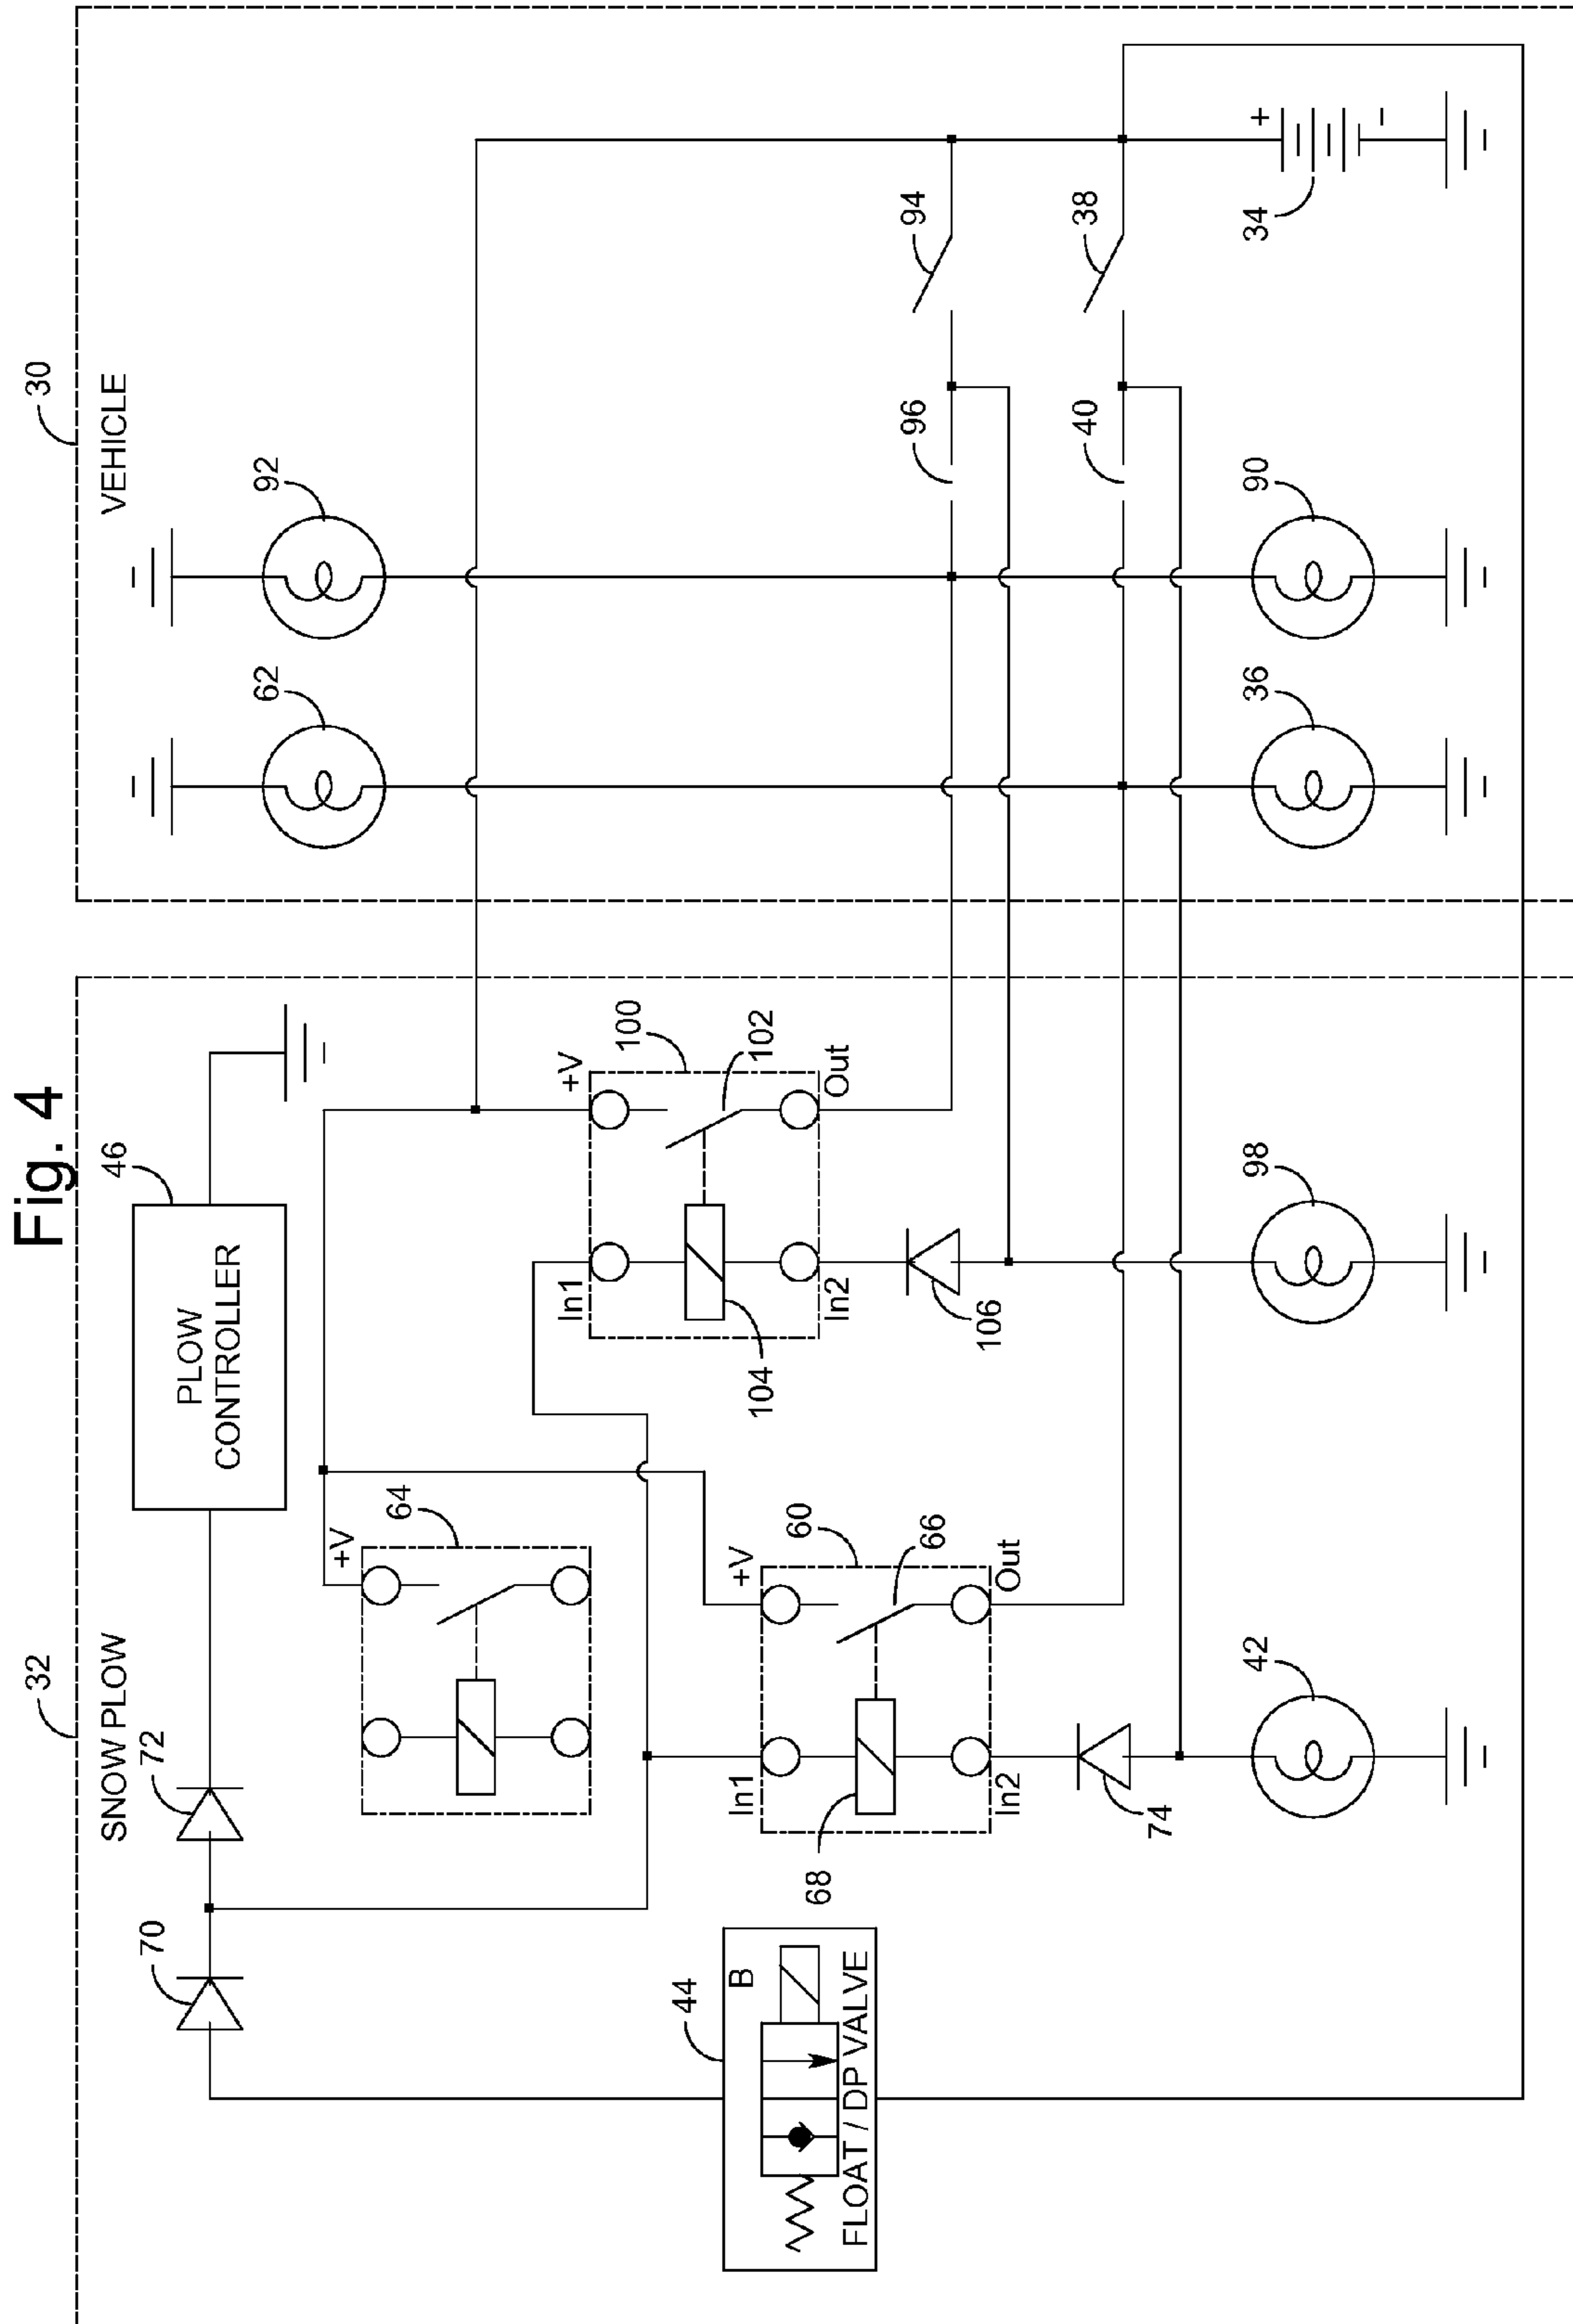 Fig. 4
32
SNOW PLOW
70
72
46
PLOW
CONTROLLER
30
VEHICLE
62
92
64
+V
100
+V
102
In1
104
In2
Out
106
44
B
FLOAT / DP VALVE
60
+V
66
In1
68
In2
Out
74
42
98
94
96
38
40
36
90
34
+
-